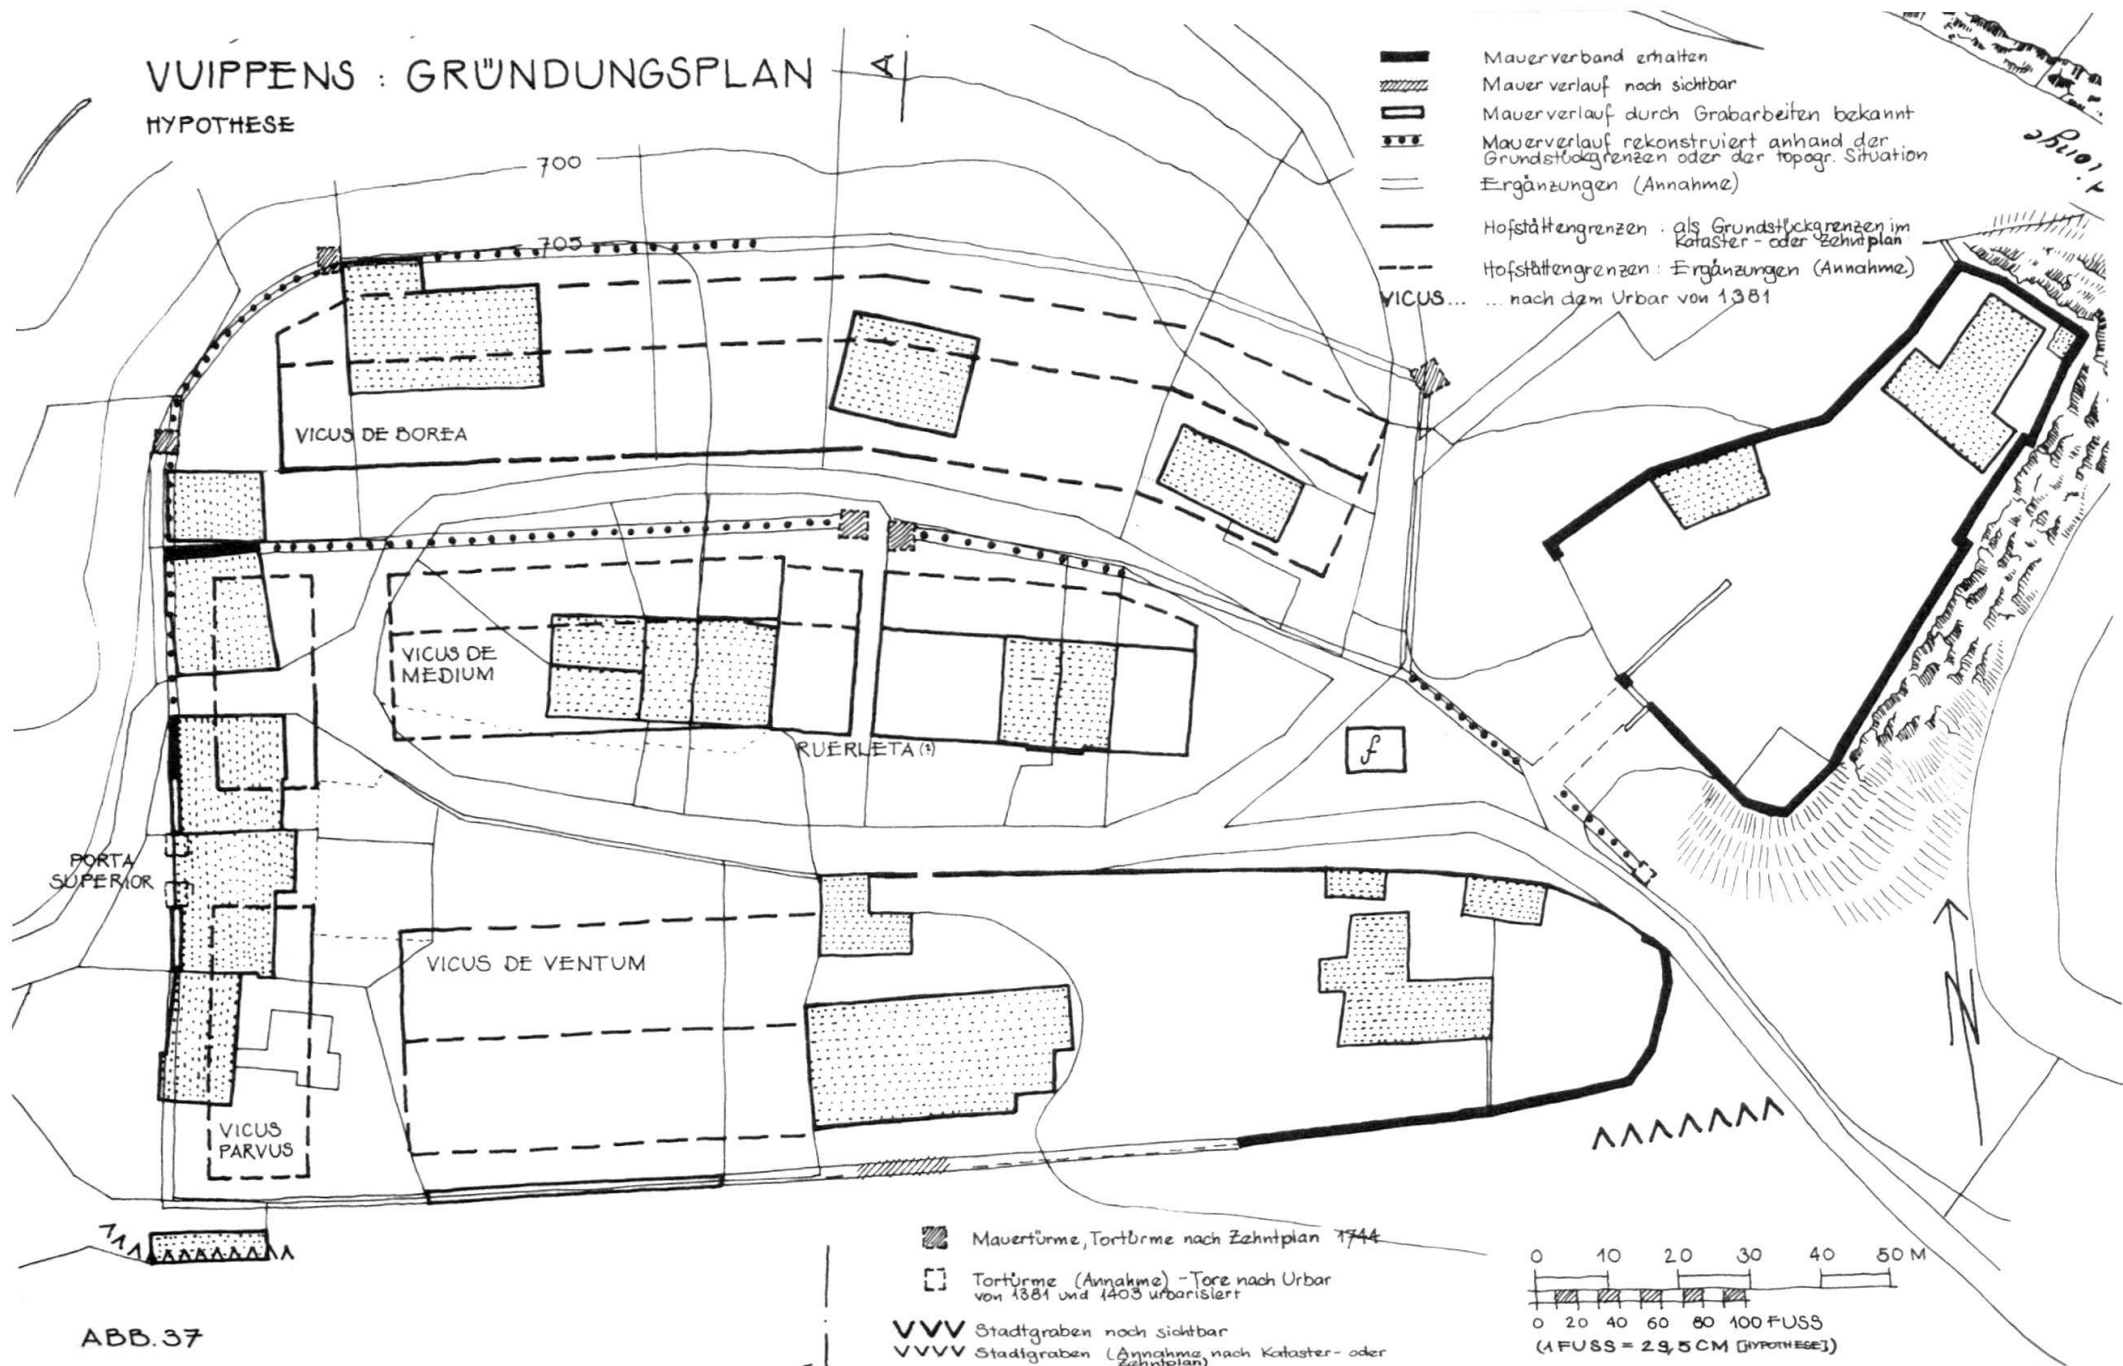 VUIPPENS : GRÜNDUNGSPLAN
HYPOTHESE
A
700
705
Mauerverband erhalten
Mauerverlauf noch sichtbar
Mauerverlauf durch Grabarbeiten bekannt
Mauerverlauf rekonstruiert anhand der
Grundstückgrenzen oder der topogr. Situation
Ergänzungen (Annahme)
Hofstättengrenzen : als Grundstückgrenzen im
Kataster- oder Zehntplan
Hofstättengrenzen : Ergänzungen (Annahme)
VICUS... ... nach dem Urbar von 1381
VICUS DE BOREA
VICUS DE
MEDIUM
RUERLETA (?)
f
PORTA
SUPERIOR
VICUS DE VENTUM
VICUS
PARVUS
N
Mauertürme, Tortürme nach Zehntplan 1744
Tortürme (Annahme) - Tore nach Urbar
von 1381 und 1403 urbarisiert
Stadtgraben noch sichtbar
Stadtgraben (Annahme nach Kataster- oder
Zehntplan)
0 10 20 30 40 50 M
0 20 40 60 80 100 FUSS
(1 FUSS = 29,5 CM [HYPOTHESE])
ABB. 37